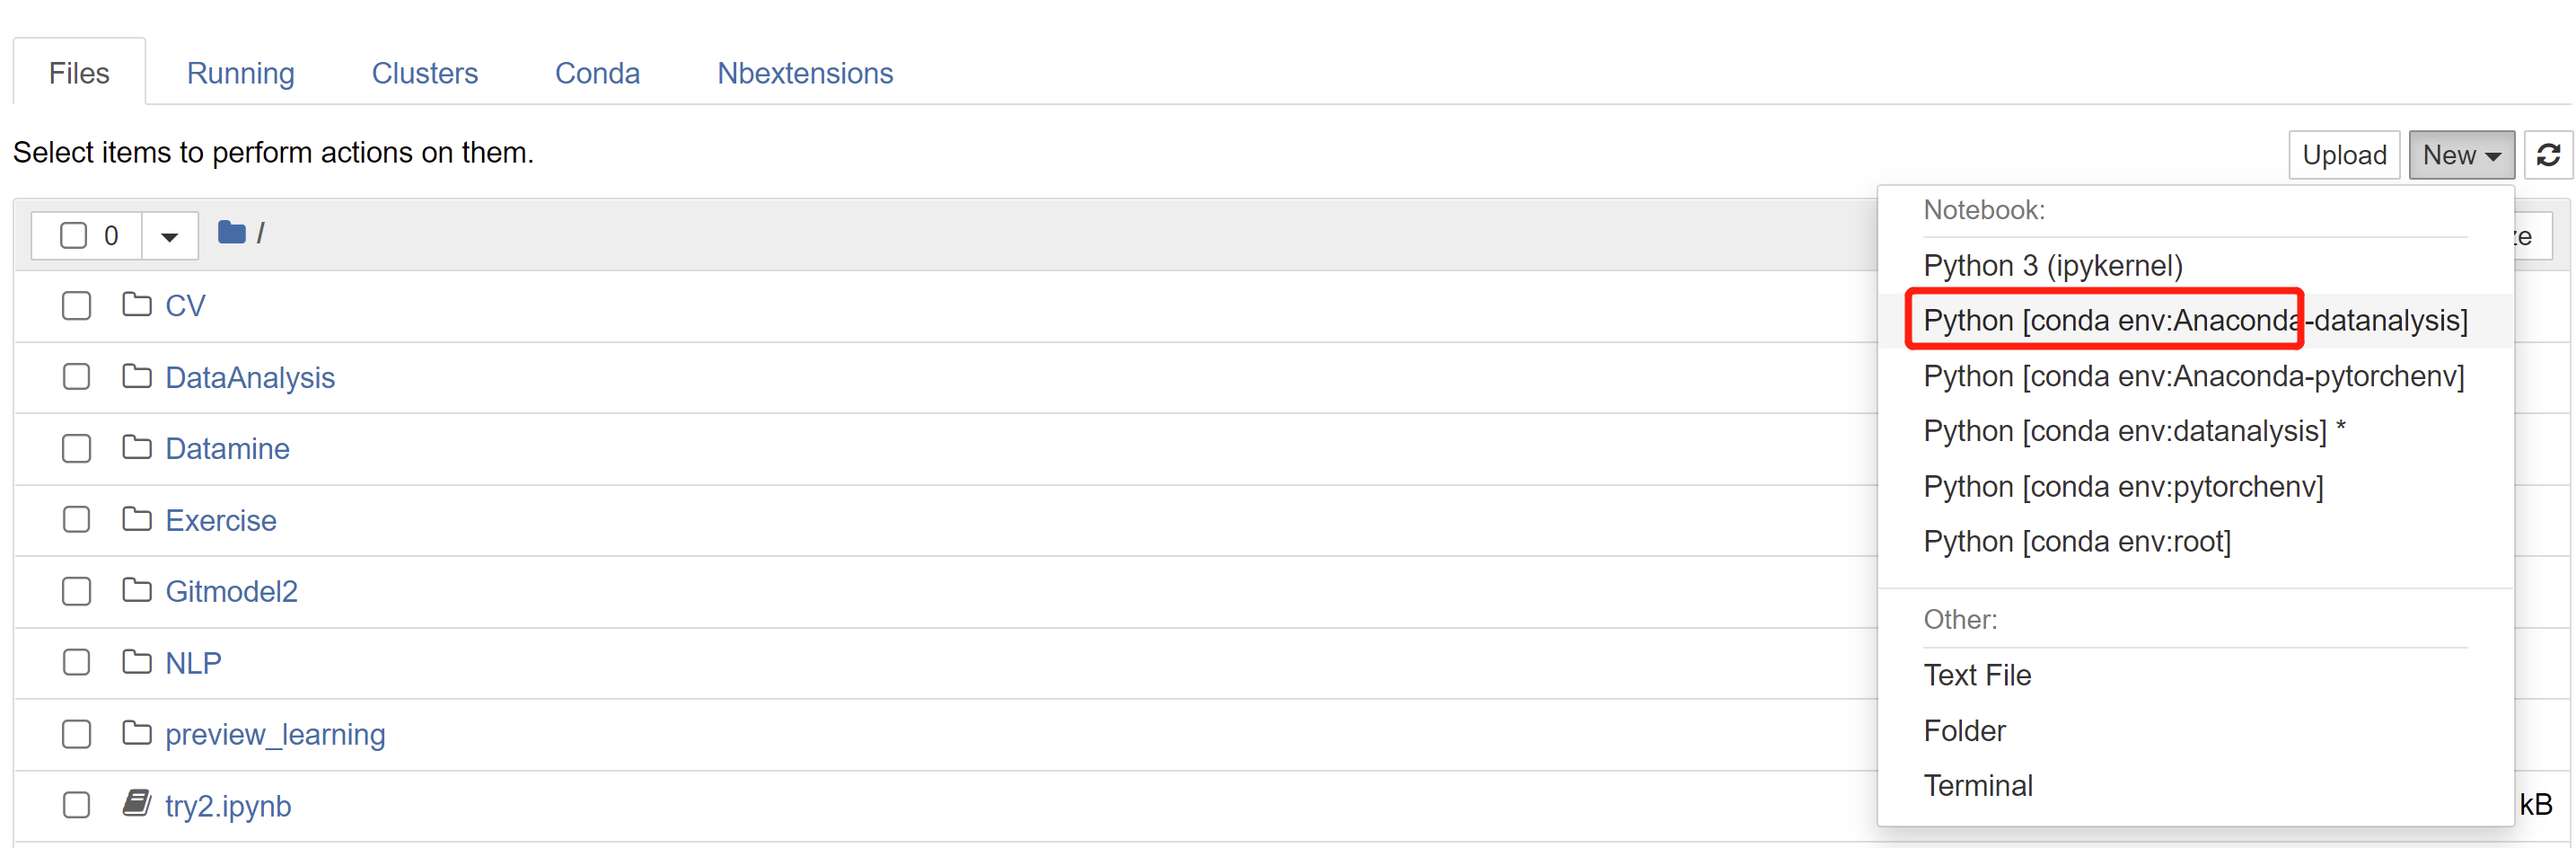 Files Running Clusters Conda Nbextensions
Select items to perform actions on them.
Upload New
0 /
CV
DataAnalysis
Datamine
Exercise
Gitmodel2
NLP
preview_learning
try2.ipynb
kB
Notebook:
Python 3 (ipykernel)
Python [conda env:Anaconda-datanalysis]
Python [conda env:Anaconda-pytorchenv]
Python [conda env:datanalysis] *
Python [conda env:pytorchenv]
Python [conda env:root]
Other:
Text File
Folder
Terminal